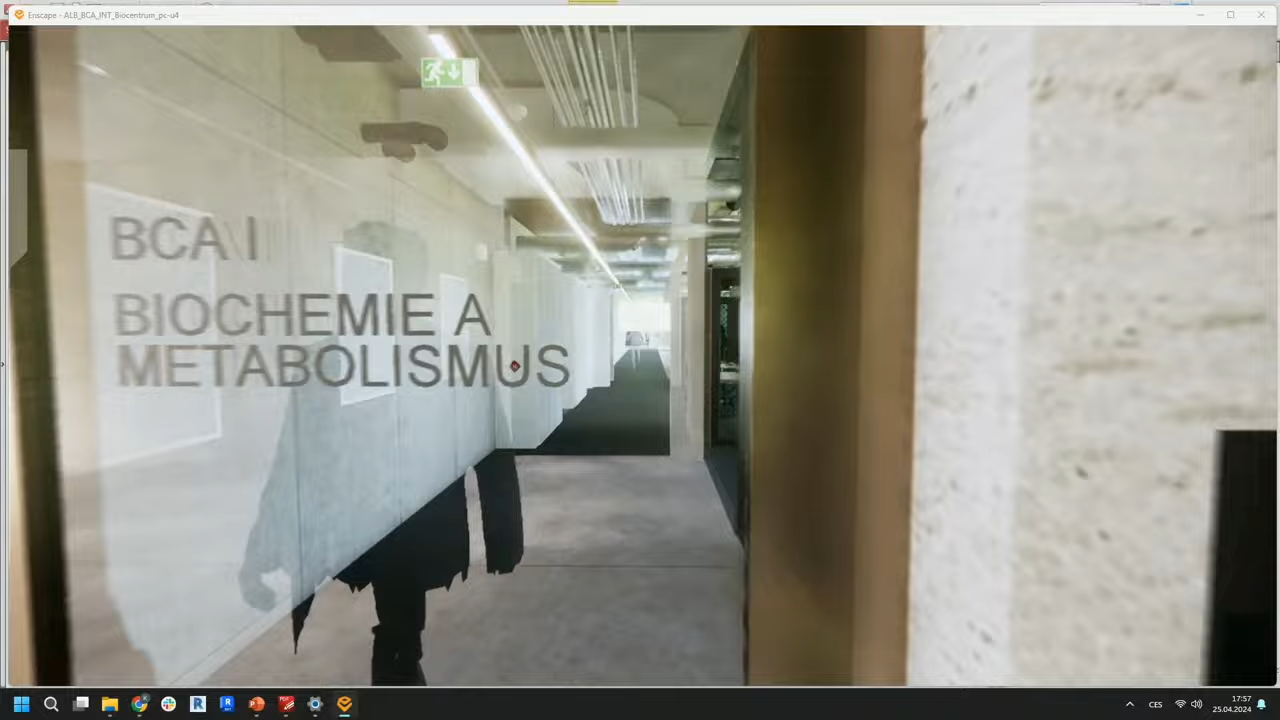 Enscape - ALB_BCA_INT_Biocentrum_pc-u4
BCA\I
BIOCHEMIE A
METABOLISMUS
CES
17:57
25.04.2024